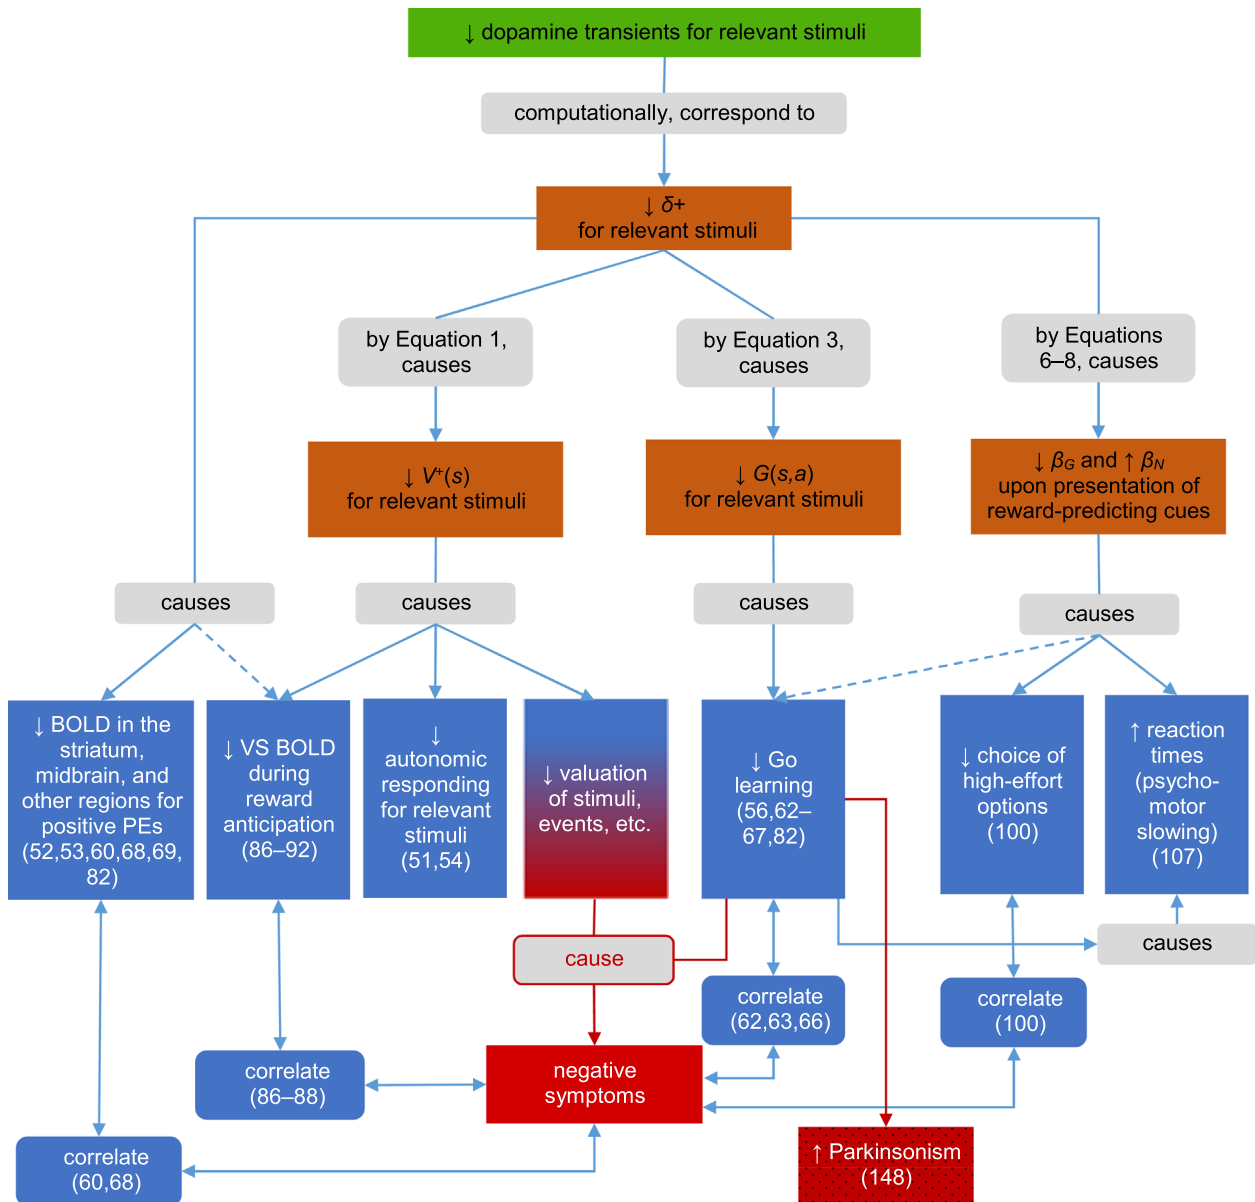 ↓ dopamine transients for relevant stimuli
computationally, correspond to
↓ δ+
for relevant stimuli
by Equation 1,
causes
by Equation 3,
causes
by Equations
6–8, causes
↓ V⁺(s)
for relevant stimuli
↓ G(s,a)
for relevant stimuli
↓ β_G and ↑ β_N
upon presentation of
reward-predicting cues
causes
causes
causes
causes
↓ BOLD in the
striatum,
midbrain, and
other regions for
positive PEs
(52,53,60,68,69,
82)
↓ VS BOLD
during
reward
anticipation
(86–92)
↓
autonomic
responding
for relevant
stimuli
(51,54)
↓ valuation
of stimuli,
events, etc.
↓ Go
learning
(56,62–
67,82)
↓ choice of
high-effort
options
(100)
↑ reaction
times
(psycho-
motor
slowing)
(107)
cause
causes
correlate
(62,63,66)
correlate
(100)
correlate
(86–88)
negative
symptoms
correlate
(60,68)
↑ Parkinsonism
(148)